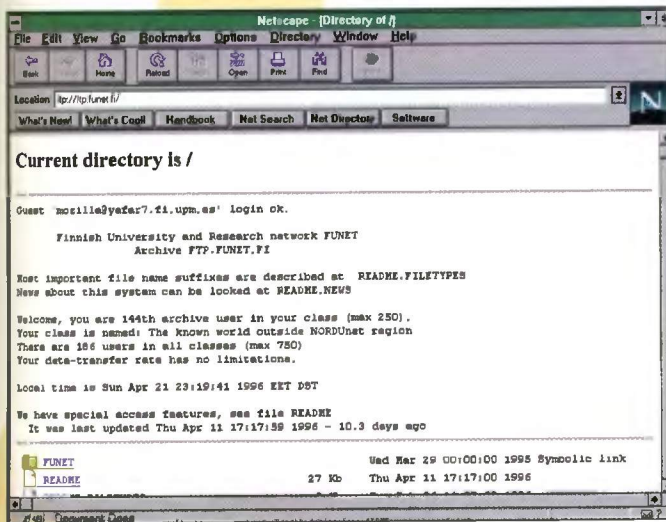 Netscape - [Directory of /]
File Edit View Go Bookmarks Options Directory Window Help
Back Home Reload Open Print Find
Location: ftp://ftp.funet.fi/
What's New! What's Cool! Handbook Net Search Net Directory Software
N
Current directory is /
Guest 'mozilla@yafar7.fi.upm.es' login ok.
Finnish University and Research network FUNET
Archive FTP.FUNET.FI
Most important file name suffixes are described at README.FILETYPES
News about this system can be looked at README.NEWS
Welcome, you are 144th archive user in your class (max 250).
Your class is named: The known world outside NORDUnet region
There are 186 users in all classes (max 750)
Your data-transfer rate has no limitations.
Local time is Sun Apr 21 23:19:41 1996 EET DST
We have special access features, see file README
It was last updated Thu Apr 11 17:17:59 1996 - 10.3 days ago
FUNET Wed Mar 29 00:00:00 1995 Symbolic link
README 27 Kb Thu Apr 11 17:17:00 1996
Document: Done